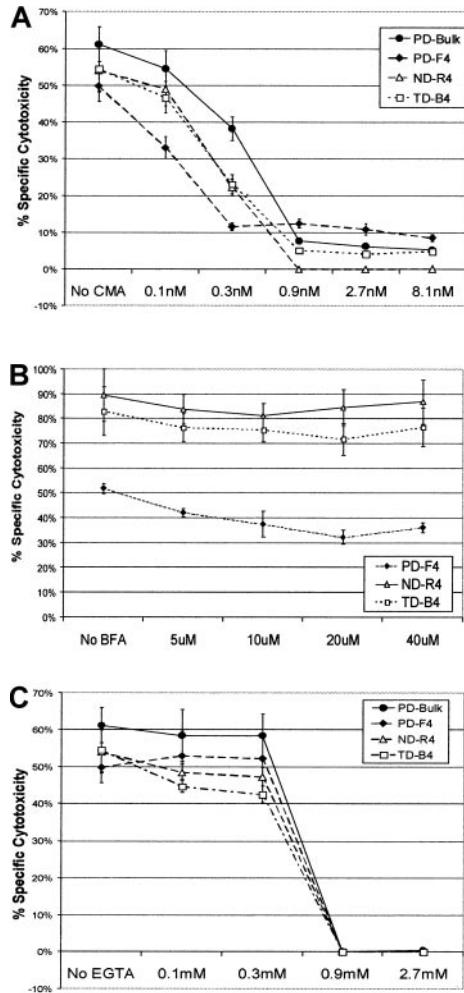 A
70%
60%
50%
40%
30%
20%
10%
0%
-10%
% Specific Cytotoxicity
PD-Bulk
PD-F4
ND-R4
TD-B4
No CMA 0.1nM 0.3nM 0.9nM 2.7nM 8.1nM
B
100%
90%
80%
70%
60%
50%
40%
30%
20%
10%
0%
% Specific Cytotoxicity
PD-F4
ND-R4
TD-B4
No BFA 5uM 10uM 20uM 40uM
C
70%
60%
50%
40%
30%
20%
10%
0%
-10%
% Specific Cytotoxicity
PD-Bulk
PD-F4
ND-R4
TD-B4
No EGTA 0.1mM 0.3mM 0.9mM 2.7mM